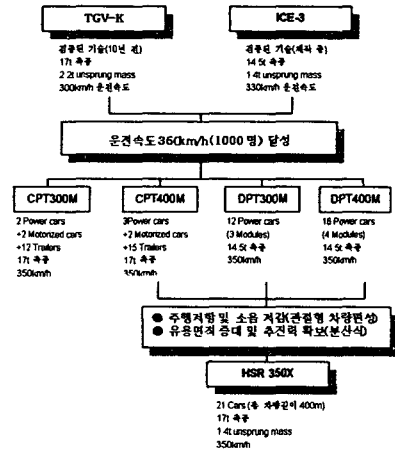 TGV-K
검증된 기술(10년 전)
17t 축중
2.2t unsprung mass
300km/h 운전속도
ICE-3
검증된 기술(제작 중)
14.5t 축중
1.4t unsprung mass
330km/h 운전속도
운전속도 360km/h(1000 명) 달성
CPT300M
2 Power cars
+2 Motorized cars
+12 Trailers
17t 축중
350km/h
CPT400M
3Power cars
+2 Motorized cars
+15 Trailers
17t 축중
350km/h
DPT300M
12 Power cars
(3 Modules)
14.5t 축중
350km/h
DPT400M
16 Power cars
(4 Modules)
14.5t 축중
350km/h
● 주행저항 및 소음 저감(관절형 차량편성)
● 유용면적 증대 및 추진력 확보(분산식)
HSR 350X
21 Cars (총 차량길이 400m)
17t 축중
1.4t unsprung mass
350km/h